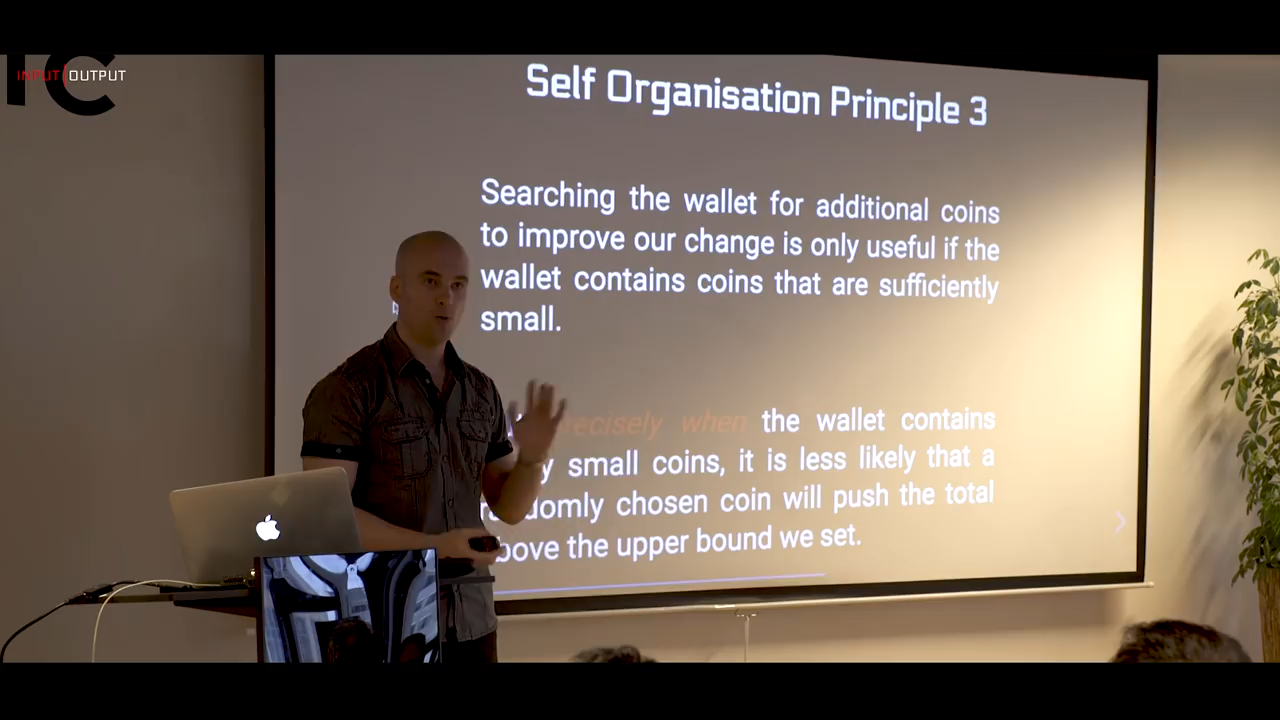 INPUT|OUTPUT
Self Organisation Principle 3
Searching the wallet for additional coins
to improve our change is only useful if the
wallet contains coins that are sufficiently
small.
when the wallet contains
small coins, it is less likely that a
chosen coin will push the total
the upper bound we set.